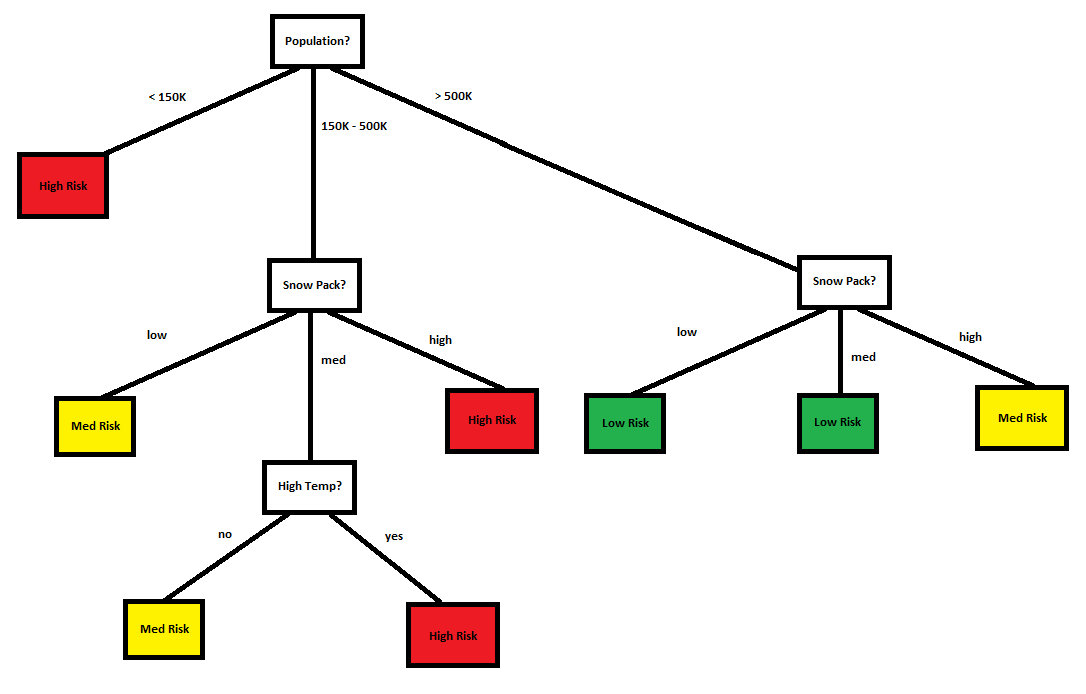 Population?
< 150K
> 500K
150K - 500K
High Risk
Snow Pack?
Snow Pack?
low
med
high
low
med
high
Med Risk
High Risk
Low Risk
Low Risk
Med Risk
High Temp?
no
yes
Med Risk
High Risk